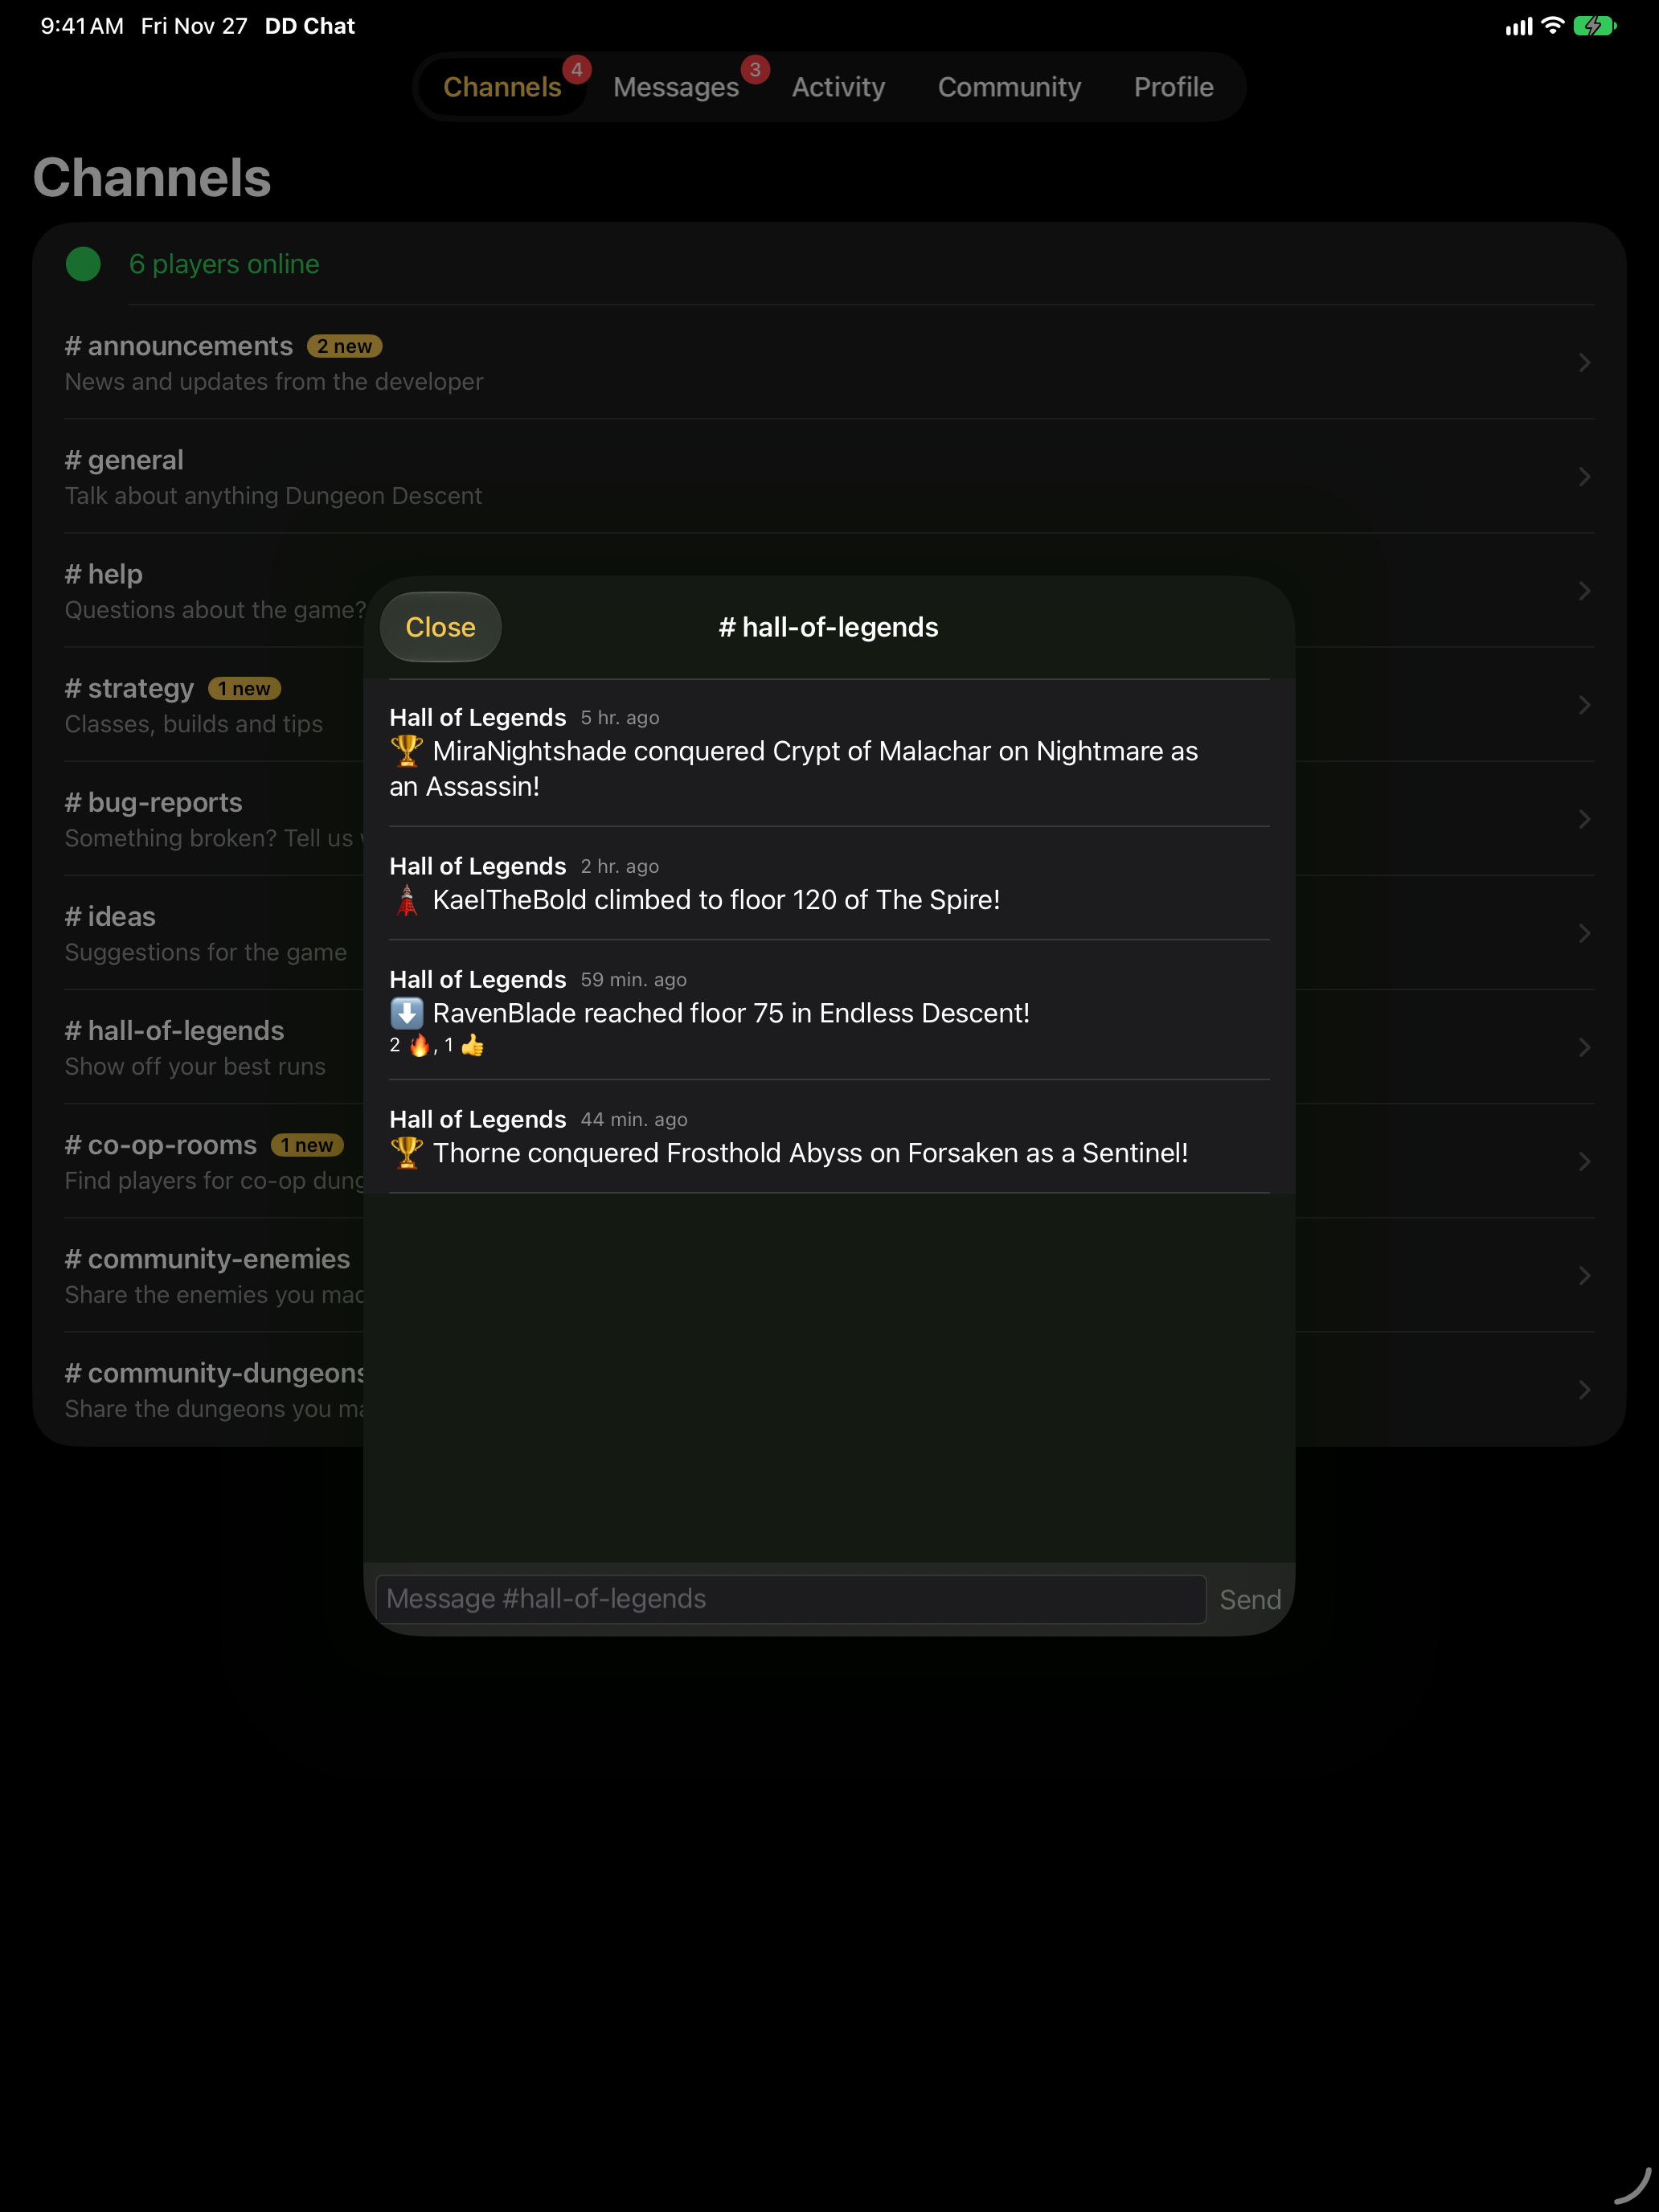 9:41 AM Fri Nov 27 DD Chat
Channels 4 Messages 3 Activity Community Profile
Channels
6 players online
# announcements 2 new
News and updates from the developer
# general
Talk about anything Dungeon Descent
# help
Questions about the game?
# strategy 1 new
Classes, builds and tips
# bug-reports
Something broken? Tell us
# ideas
Suggestions for the game
# hall-of-legends
Show off your best runs
# co-op-rooms 1 new
Find players for co-op
# community-enemies
Share the enemies you
# community-dungeons
Share the dungeons you
Close
# hall-of-legends
Hall of Legends 5 hr. ago
🏆 MiraNightshade conquered Crypt of Malachar on Nightmare as
an Assassin!
Hall of Legends 2 hr. ago
🗼 KaelTheBold climbed to floor 120 of The Spire!
Hall of Legends 59 min. ago
⬇️ RavenBlade reached floor 75 in Endless Descent!
2 🔥, 1 👍
Hall of Legends 44 min. ago
🏆 Thorne conquered Frosthold Abyss on Forsaken as a Sentinel!
Message #hall-of-legends
Send